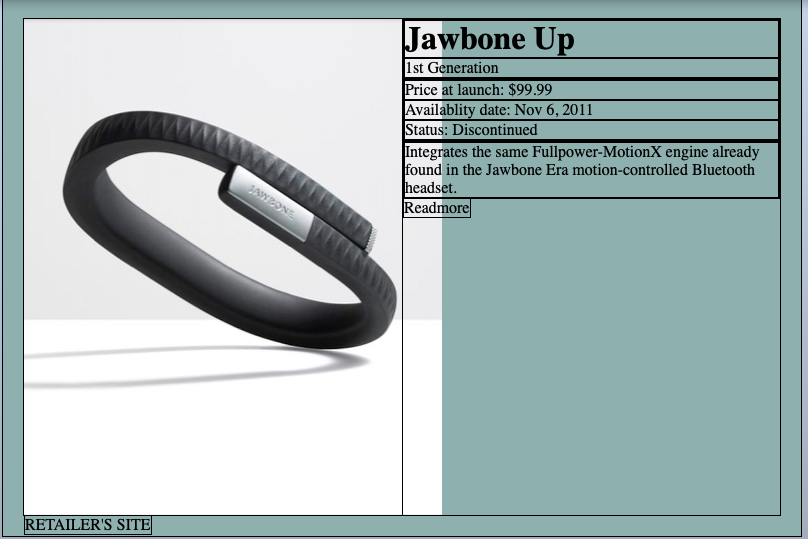 Jawbone Up
1st Generation
Price at launch: $99.99
Availablity date: Nov 6, 2011
Status: Discontinued
Integrates the same Fullpower-MotionX engine already
found in the Jawbone Era motion-controlled Bluetooth
headset.
Readmore
JAWBONE
RETAILER'S SITE